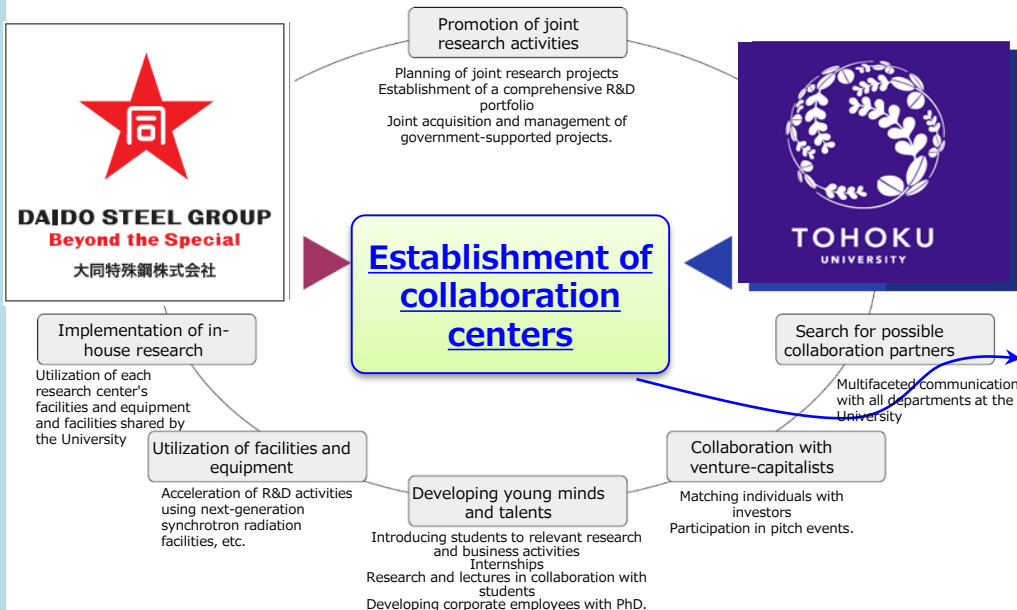 Promotion of joint
research activities
Planning of joint research projects
Establishment of a comprehensive R&D
portfolio
Joint acquisition and management of
government-supported projects.
同
DAIDO STEEL GROUP
Beyond the Special
大同特殊鋼株式会社
Establishment of
collaboration
centers
TOHOKU
UNIVERSITY
Implementation of in-
house research
Utilization of each
research center's
facilities and equipment
and facilities shared by
the University
Search for possible
collaboration partners
Multifaceted communication
with all departments at the
University
Utilization of facilities and
equipment
Acceleration of R&D activities
using next-generation
synchrotron radiation
facilities, etc.
Collaboration with
venture-capitalists
Matching individuals with
investors
Participation in pitch events.
Developing young minds
and talents
Introducing students to relevant research
and business activities
Internships
Research and lectures in collaboration with
students
Developing corporate employees with PhD.